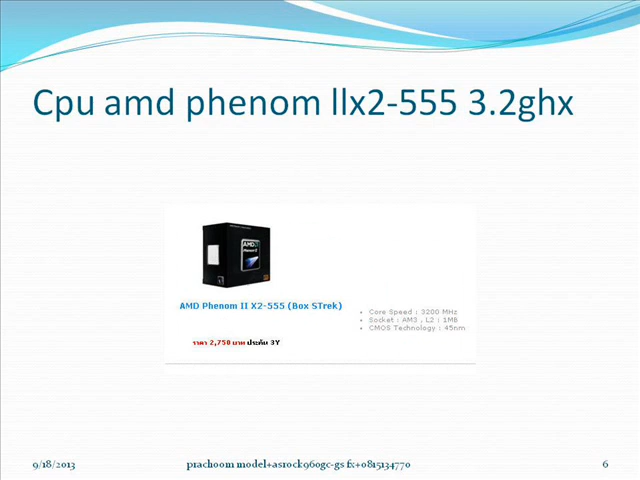 Cpu amd phenom llx2-555 3.2ghx
AMD
AMD Phenom II X2-555 (Box STrek)
Core Speed : 3200 MHz
Socket : AM3 , L2 : 1MB
CMOS Technology : 45nm
ราคา 2,750 บาท ประกัน 3Y
9/18/2013
prachoom model+asrock960gc-gs fx+0815134770
6